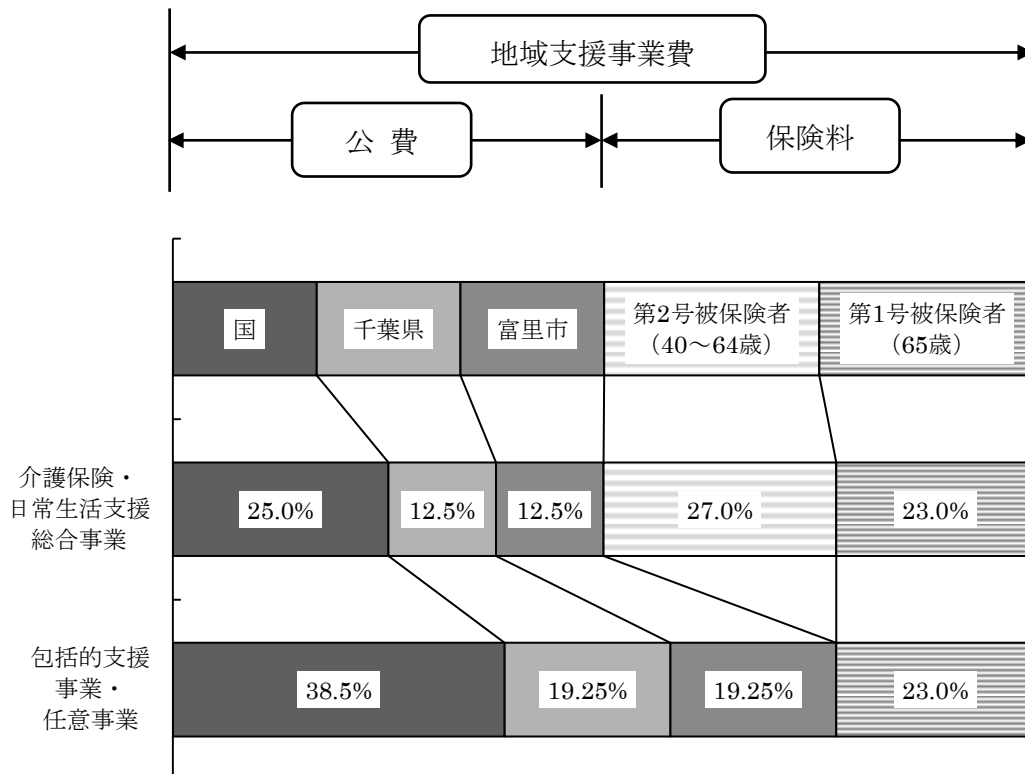 地域支援事業費
公 費
保険料
国
千葉県
富里市
第2号被保険者
（40～64歳）
第1号被保険者
（65歳）
介護保険・
日常生活支援
総合事業
25.0%
12.5%
12.5%
27.0%
23.0%
包括的支援
事業・
任意事業
38.5%
19.25%
19.25%
23.0%